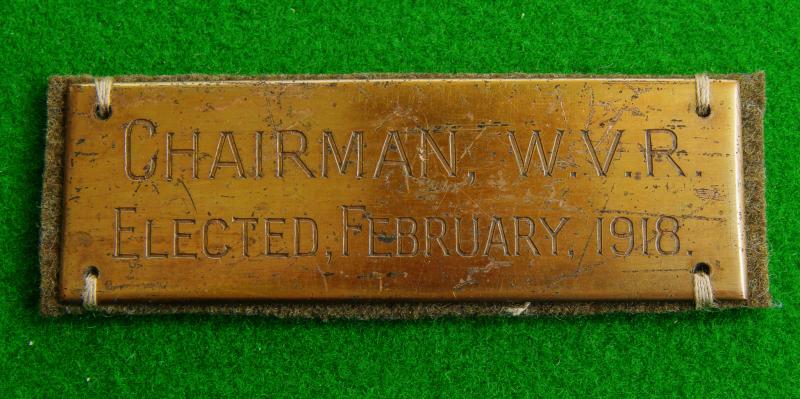 CHAIRMAN, W.V.R.
ELECTED, FEBRUARY, 1918.